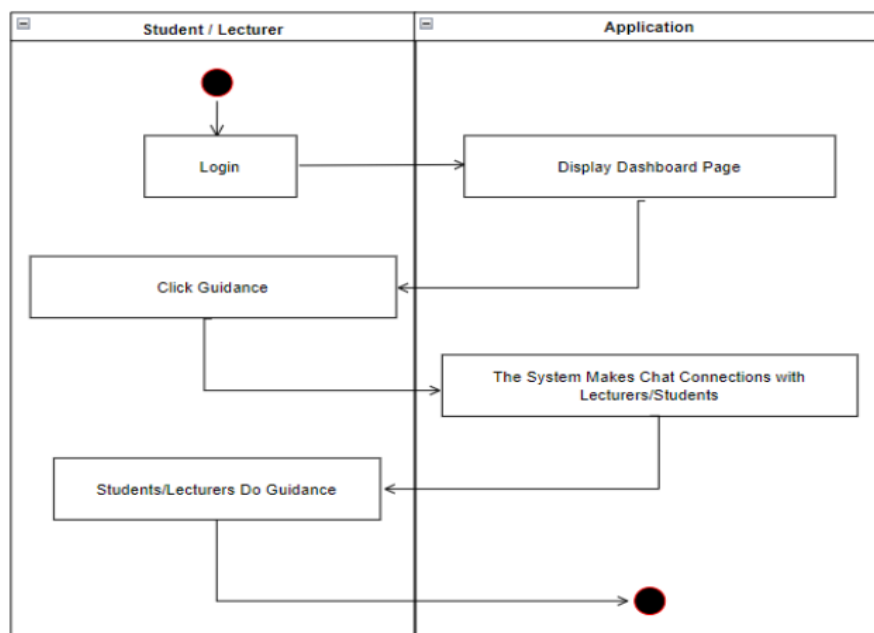 Student / Lecturer
Application
Login
Display Dashboard Page
Click Guidance
The System Makes Chat Connections with
Lecturers/Students
Students/Lecturers Do Guidance